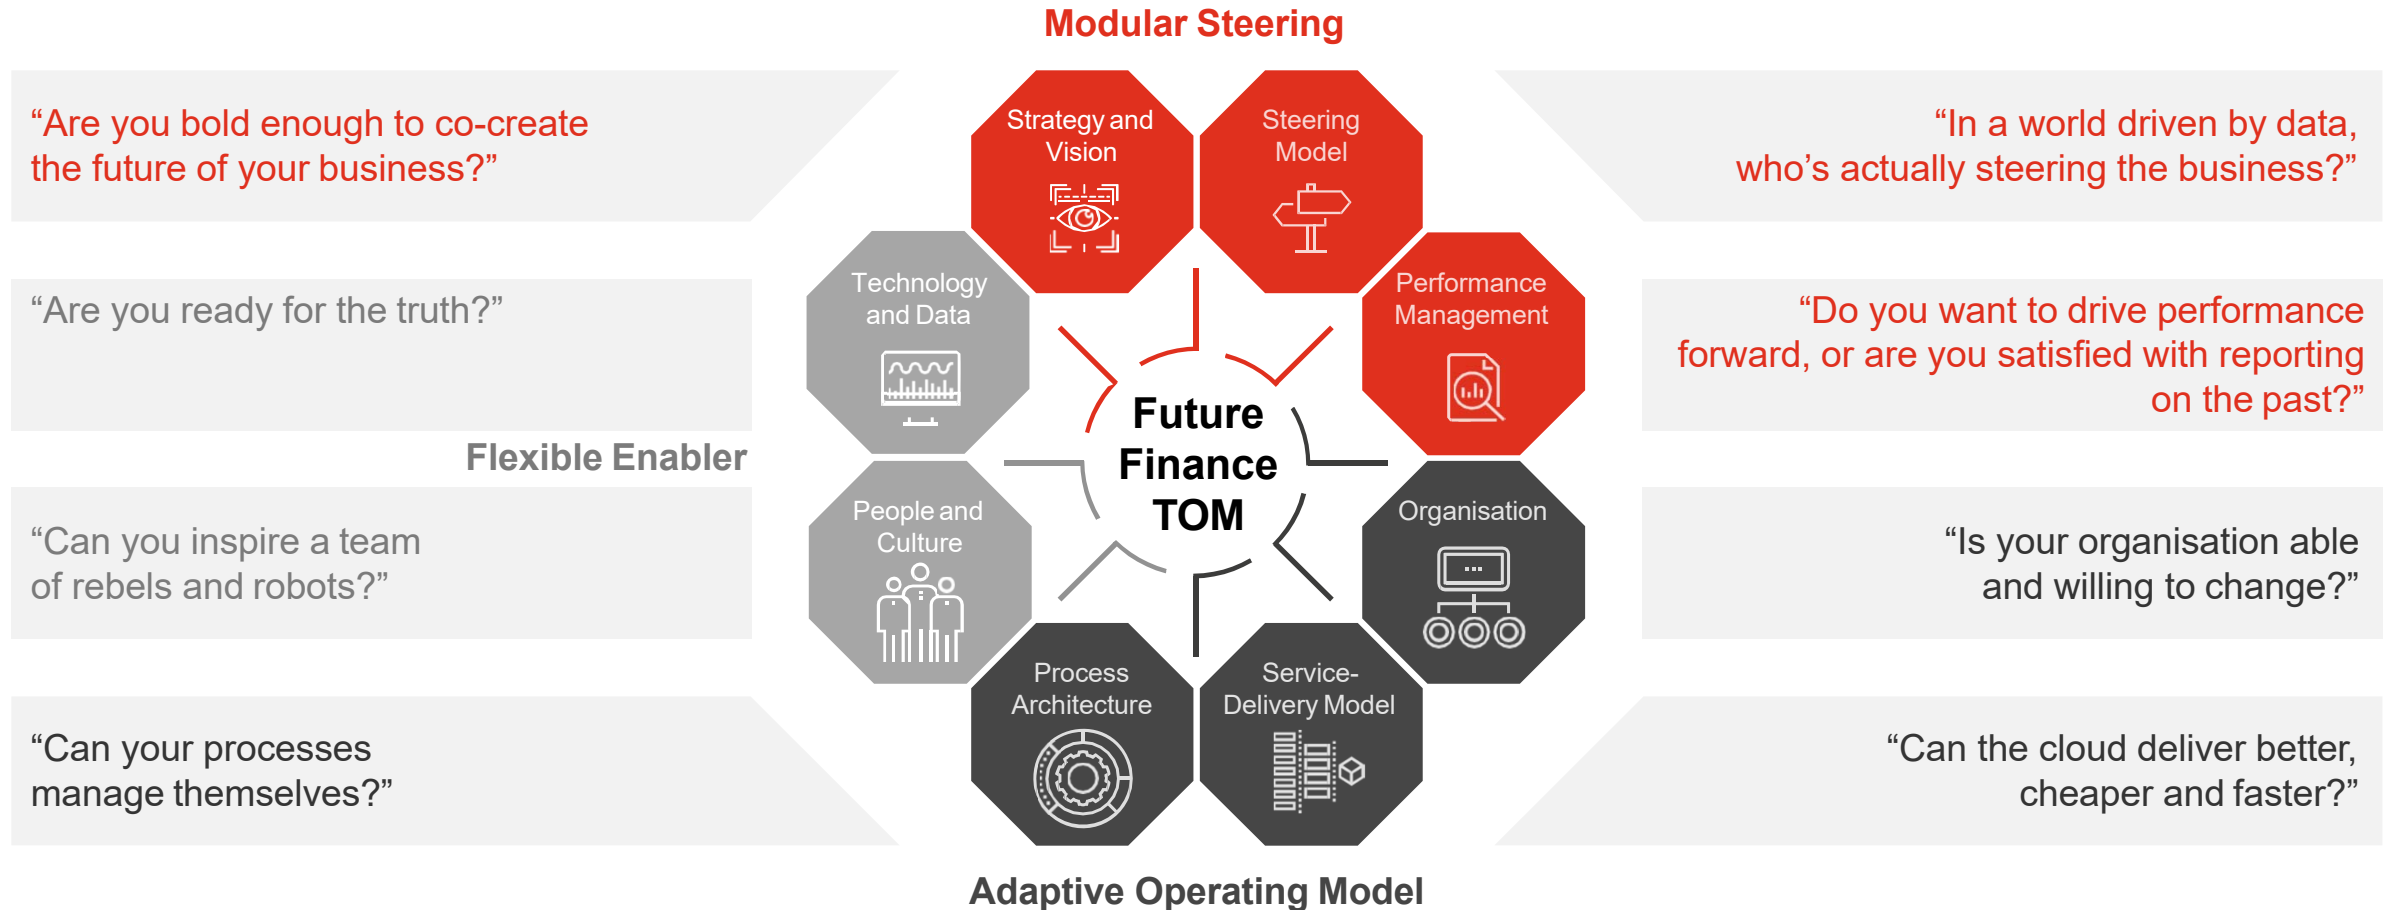 Modular Steering
“Are you bold enough to co-create
the future of your business?”
Strategy and
Vision
Steering
Model
“In a world driven by data,
who’s actually steering the business?”
“Are you ready for the truth?”
Technology
and Data
Performance
Management
“Do you want to drive performance
forward, or are you satisfied with reporting
on the past?”
Flexible Enabler
Future
Finance
TOM
“Can you inspire a team
of rebels and robots?”
People and
Culture
Organisation
“Is your organisation able
and willing to change?”
“Can your processes
manage themselves?”
Process
Architecture
Service-
Delivery Model
“Can the cloud deliver better,
cheaper and faster?”
Adaptive Operating Model